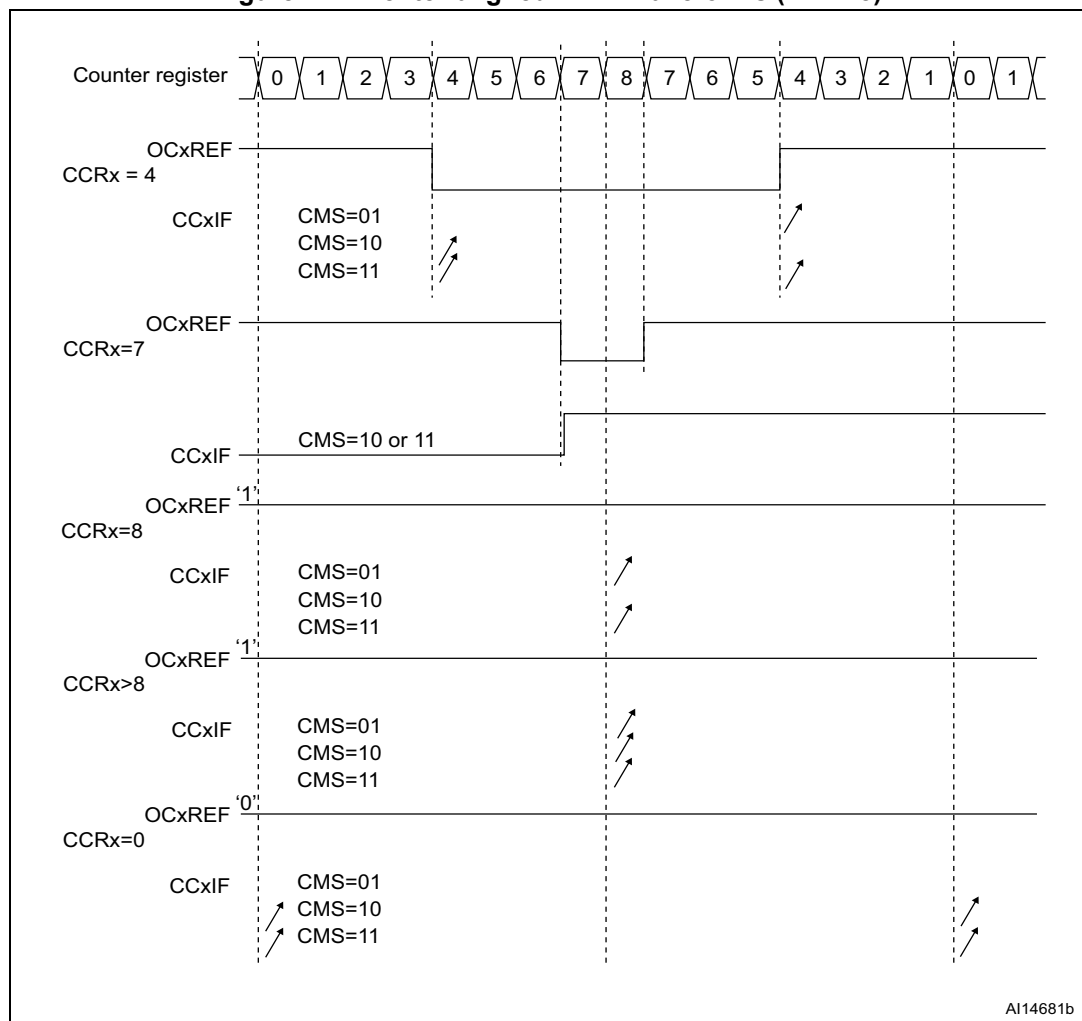 Counter register 0 1 2 3 4 5 6 7 8 7 6 5 4 3 2 1 0 1
OCxREF
CCRx = 4
CCxIF
CMS=01
CMS=10
CMS=11
OCxREF
CCRx=7
CMS=10 or 11
CCxIF
OCxREF '1'
CCRx=8
CCxIF
CMS=01
CMS=10
CMS=11
OCxREF '1'
CCRx>8
CCxIF
CMS=01
CMS=10
CMS=11
OCxREF '0'
CCRx=0
CCxIF
CMS=01
CMS=10
CMS=11
AI14681b